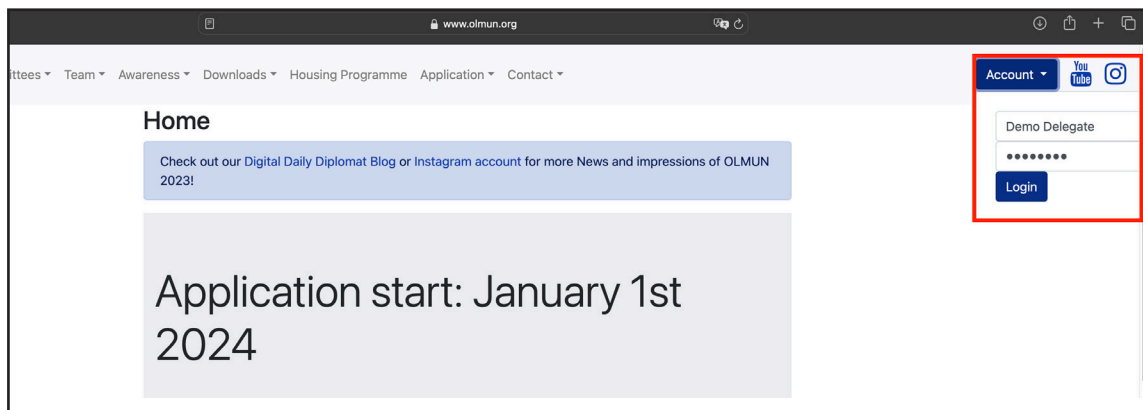 www.olmun.org
ittees Team Awareness Downloads Housing Programme Application Contact
Account You Tube
Home
Demo Delegate
Check out our Digital Daily Diplomat Blog or Instagram account for more News and impressions of OLMUN
2023!
Login
Application start: January 1st
2024